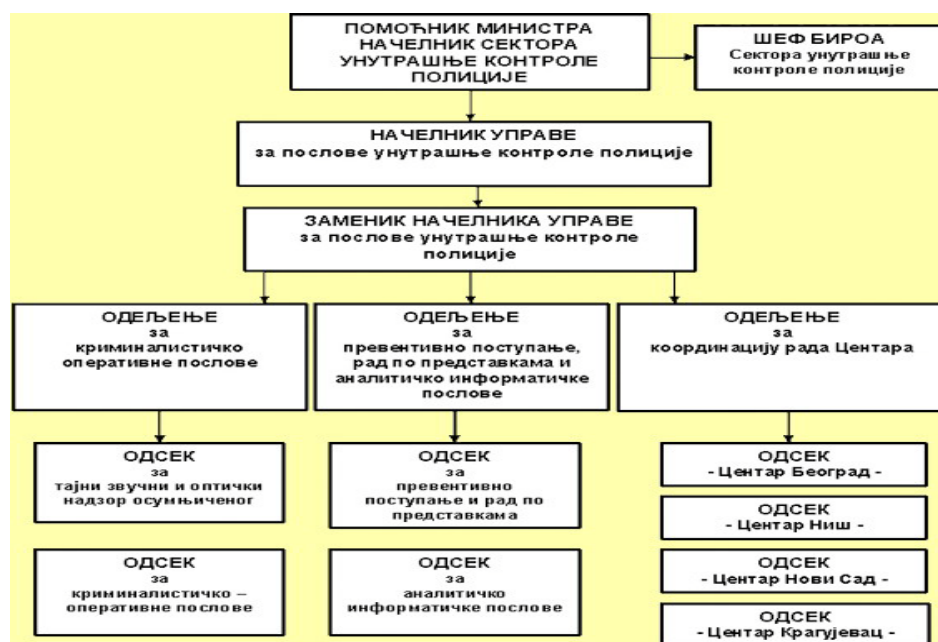 ПОМОЋНИК МИНИСТРА
НАЧЕЛНИК СЕКТОРА
УНУТРАШЊЕ КОНТРОЛЕ
ПОЛИЦИЈЕ
ШЕФ БИРОА
Сектора унутрашње
контроле полиције
НАЧЕЛНИК УПРАВЕ
за послове унутрашње контроле полиције
ЗАМЕНИК НАЧЕЛНИКА УПРАВЕ
за послове унутрашње контроле
полиције
ОДЕЉЕЊЕ
за
криминалистичко
оперативне послове
ОДЕЉЕЊЕ
за
превентивно поступање,
рад по представкама и
аналитичко информатичке
послове
ОДЕЉЕЊЕ
за
координацију рада Центара
ОДСЕК
за
тајни звучни и оптички
надзор осумњиченог
ОДСЕК
за
превентивно
поступање и рад по
представкама
ОДСЕК
- Центар Београд -
ОДСЕК
- Центар Ниш -
ОДСЕК
за
криминалистичко –
оперативне послове
ОДСЕК
за
аналитичко
информатичке послове
ОДСЕК
- Центар Нови Сад -
ОДСЕК
- Центар Крагујевац -